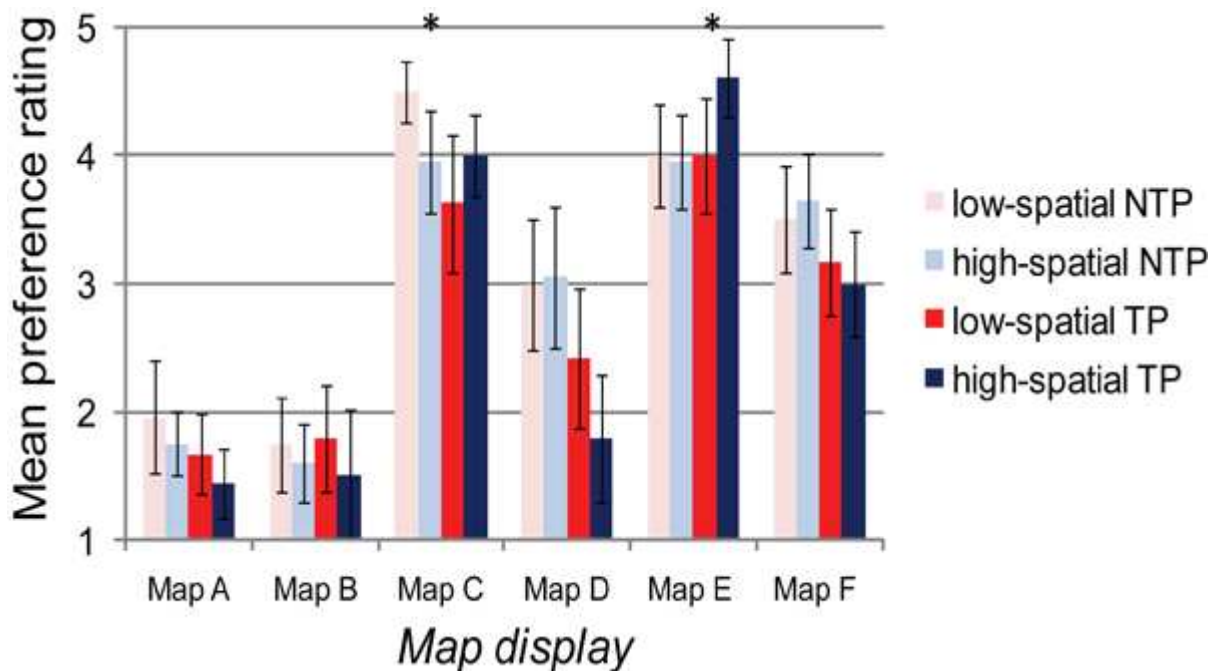 Mean preference rating
5
4
3
2
1
*
*
Map A
Map B
Map C
Map D
Map E
Map F
Map display
low-spatial NTP
high-spatial NTP
low-spatial TP
high-spatial TP